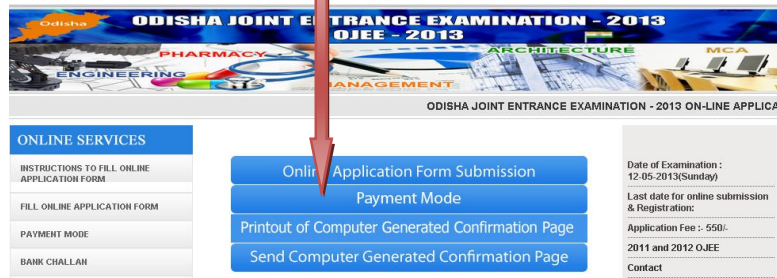 Odisha
ODISHA JOINT ENTRANCE EXAMINATION - 2013
OJEE - 2013
PHARMACY
ARCHITECTURE
MCA
ENGINEERING
MANAGEMENT
ODISHA JOINT ENTRANCE EXAMINATION - 2013 ON-LINE APPLICA
ONLINE SERVICES
INSTRUCTIONS TO FILL ONLINE
APPLICATION FORM
FILL ONLINE APPLICATION FORM
PAYMENT MODE
BANK CHALLAN
Online Application Form Submission
Payment Mode
Printout of Computer Generated Confirmation Page
Send Computer Generated Confirmation Page
Date of Examination :
12-05-2013(Sunday)
Last date for online submission
& Registration:
Application Fee :- 550/-
2011 and 2012 OJEE
Contact